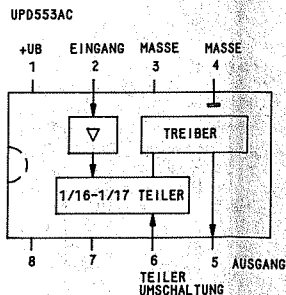 UPD553AC
+UB EINGANG MASSE MASSE
1 2 3 4
TREIBER
1/16-1/17 TEILER
8 7 6 5 AUSGANG
TEILER
UMSCHALTUNG